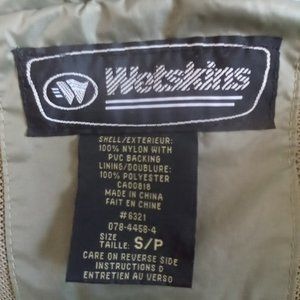 W Wetskins
SHELL/EXTERIEUR:
100% NYLON WITH
PVC BACKING
LINING/DOUBLURE:
100% POLYESTER
CA00818
MADE IN CHINA
FAIT EN CHINE
#6321
078-4458-4
SIZE
TAILLE: S/P
CARE ON REVERSE SIDE
INSTRUCTIONS D
ENTRETIEN AU VERSO